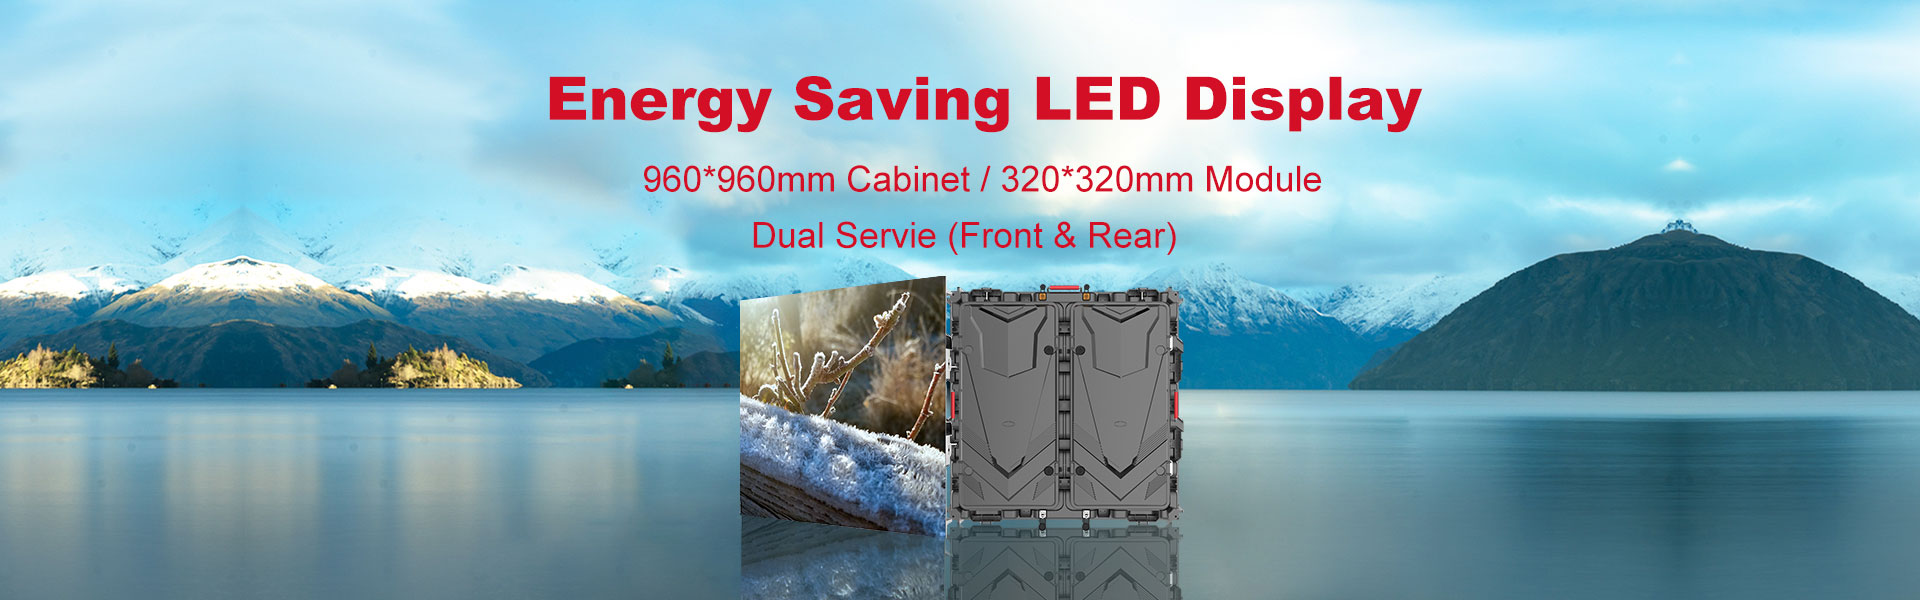 Energy Saving LED Display
960*960mm Cabinet / 320*320mm Module
Dual Servie (Front & Rear)